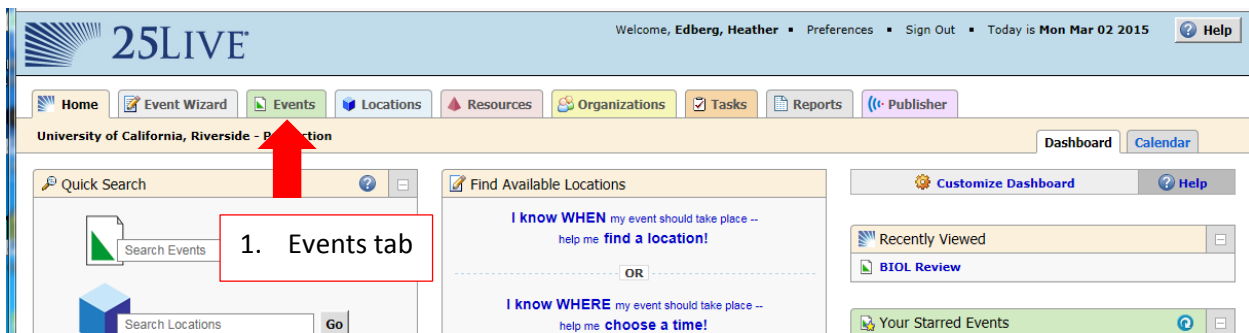 25LIVE
Welcome, Edberg, Heather ▪ Preferences ▪ Sign Out ▪ Today is Mon Mar 02 2015
Help
Home
Event Wizard
Events
Locations
Resources
Organizations
Tasks
Reports
Publisher
University of California, Riverside -
Dashboard
Calendar
Quick Search
Search Events
1. Events tab
Search Locations
Go
Find Available Locations
I know WHEN my event should take place --
help me find a location!
OR
I know WHERE my event should take place --
help me choose a time!
Customize Dashboard
Help
Recently Viewed
BIOL Review
Your Starred Events